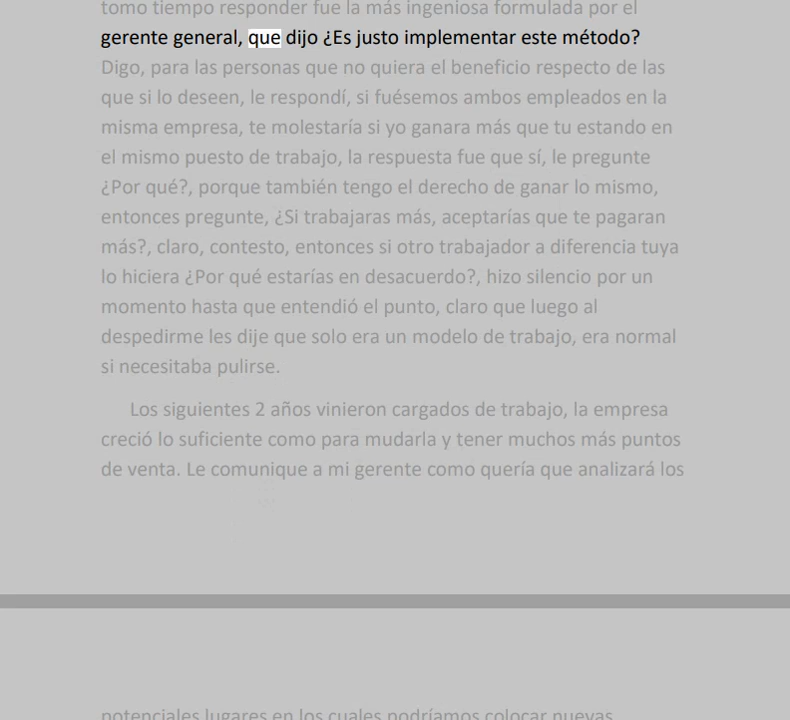 tomo tiempo responder fue la más ingeniosa formulada por el
gerente general, que dijo ¿Es justo implementar este método?
Digo, para las personas que no quiera el beneficio respecto de las
que si lo deseen, le respondí, si fuésemos ambos empleados en la
misma empresa, te molestaría si yo ganara más que tu estando en
el mismo puesto de trabajo, la respuesta fue que sí, le pregunte
¿Por qué?, porque también tengo el derecho de ganar lo mismo,
entonces pregunte, ¿Si trabajaras más, aceptarías que te pagaran
más?, claro, contesto, entonces si otro trabajador a diferencia tuya
lo hiciera ¿Por qué estarías en desacuerdo?, hizo silencio por un
momento hasta que entendió el punto, claro que luego al
despedirme les dije que solo era un modelo de trabajo, era normal
si necesitaba pulirse.
Los siguientes 2 años vinieron cargados de trabajo, la empresa
creció lo suficiente como para mudarla y tener muchos más puntos
de venta. Le comunique a mi gerente como quería que analizará los
potenciales lugares en los cuales podríamos colocar nuevas